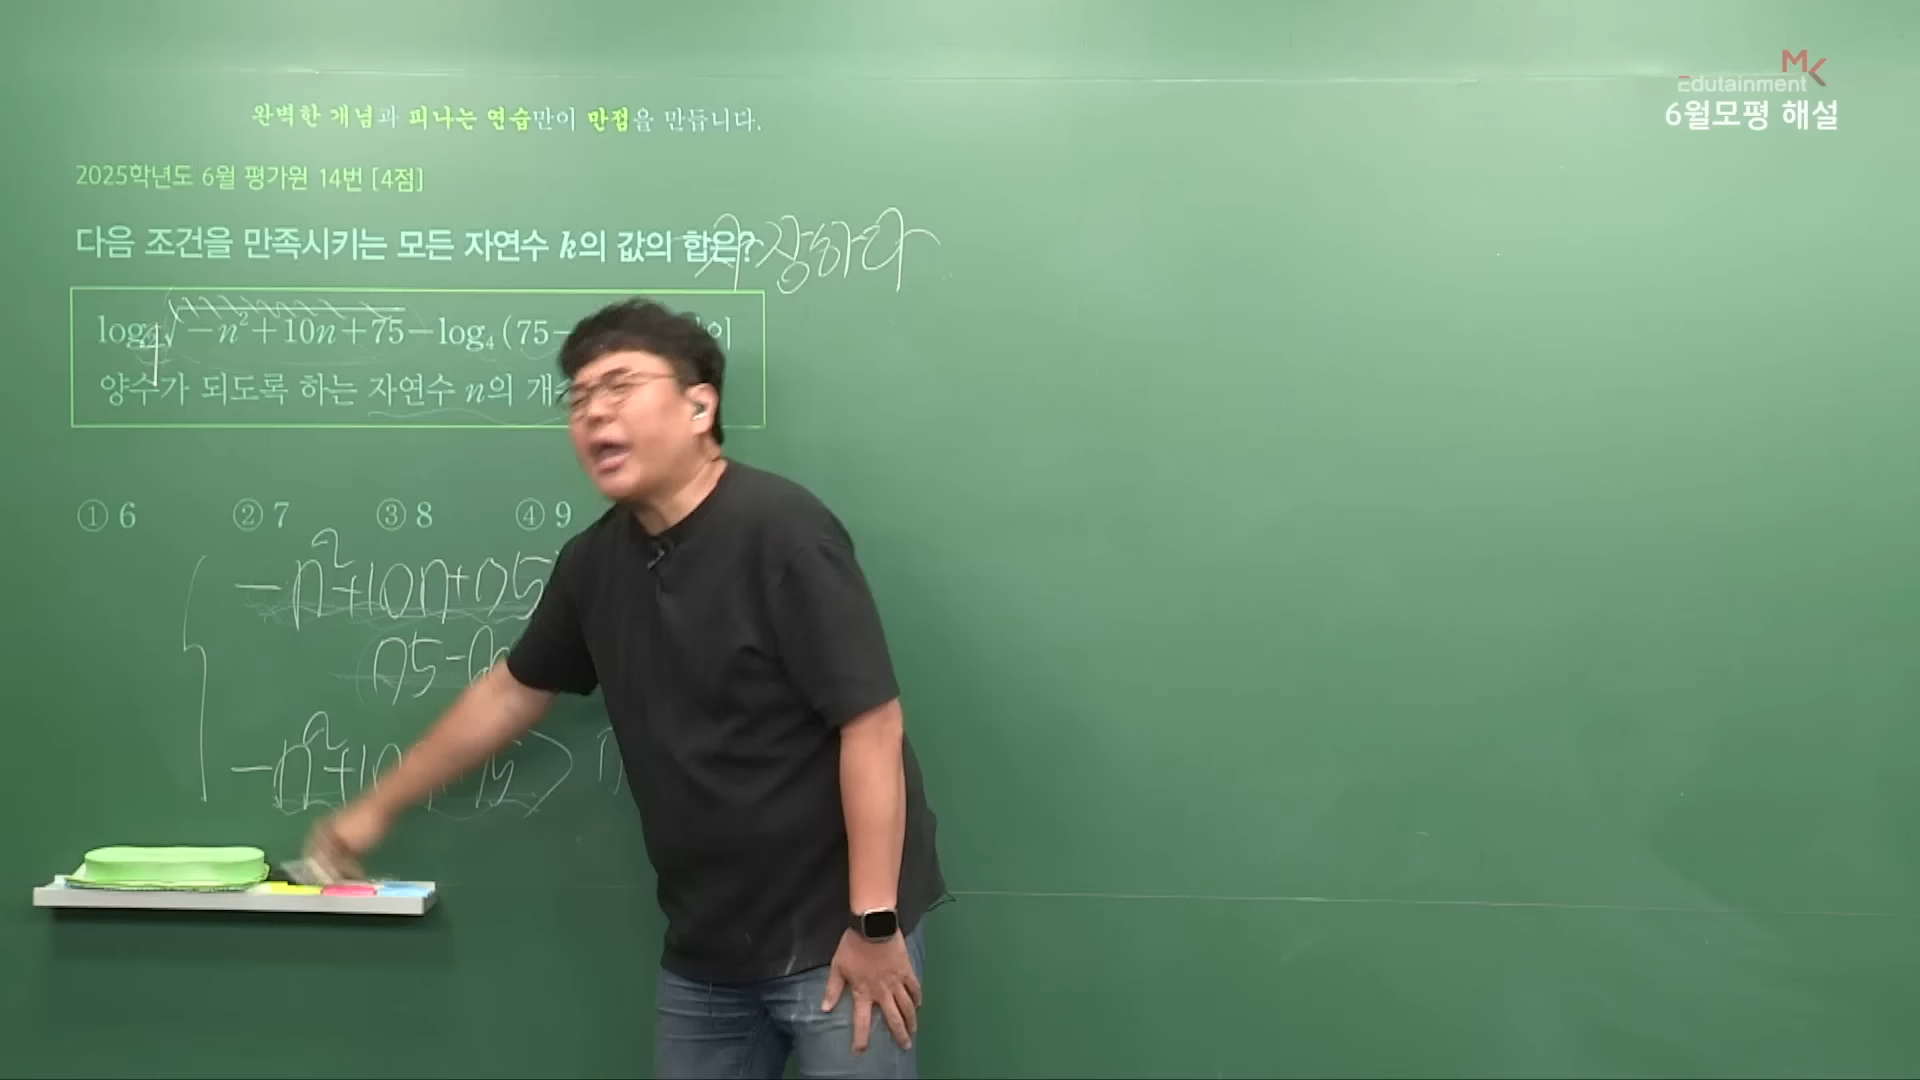 MK
Edutainment
6월모평 해설
완벽한 개념과 피나는 연습만이 만점을 만듭니다.
2025학년도 6월 평가원 14번 [4점]
다음 조건을 만족시키는 모든 자연수 k의 값의 합은?
장하다
log √−n²+10n+75−log₄(75−
양수가 되도록 하는 자연수 n의 개
① 6 ② 7 ③ 8 ④ 9
−n²+10n+75
75−
−n²+10 75> n